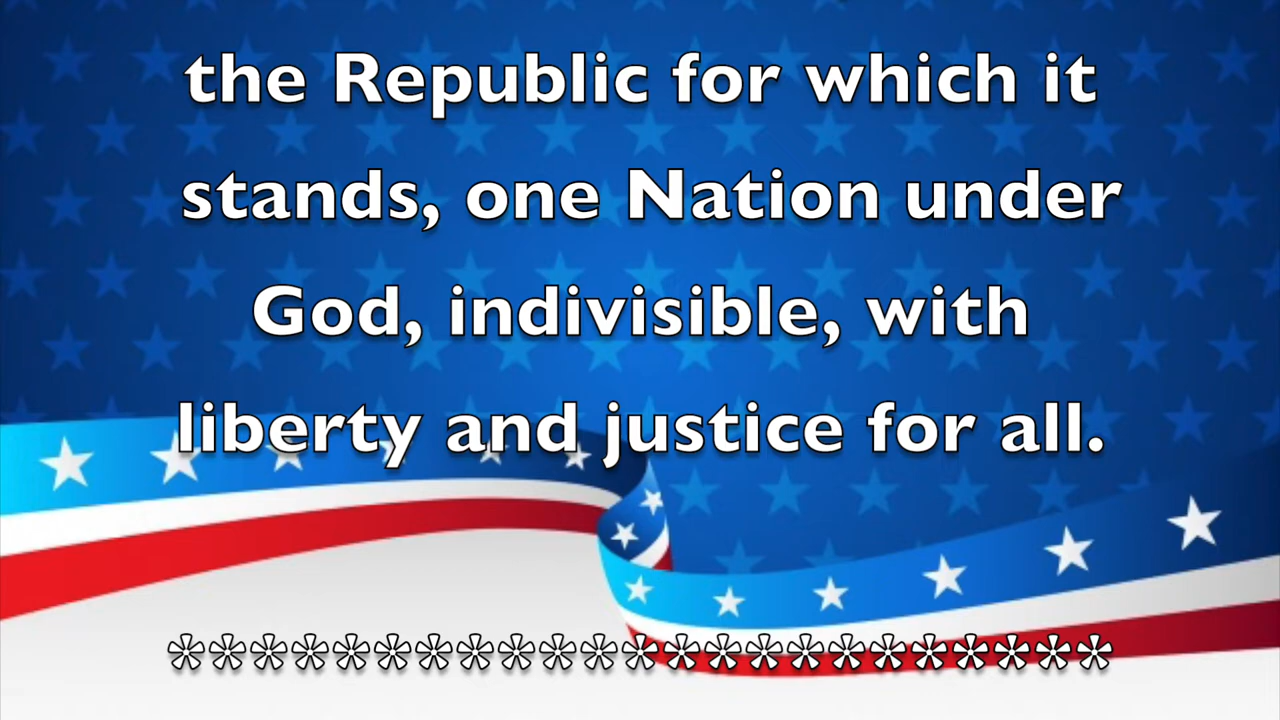 the Republic for which it
stands, one Nation under
God, indivisible, with
liberty and justice for all.
***********************